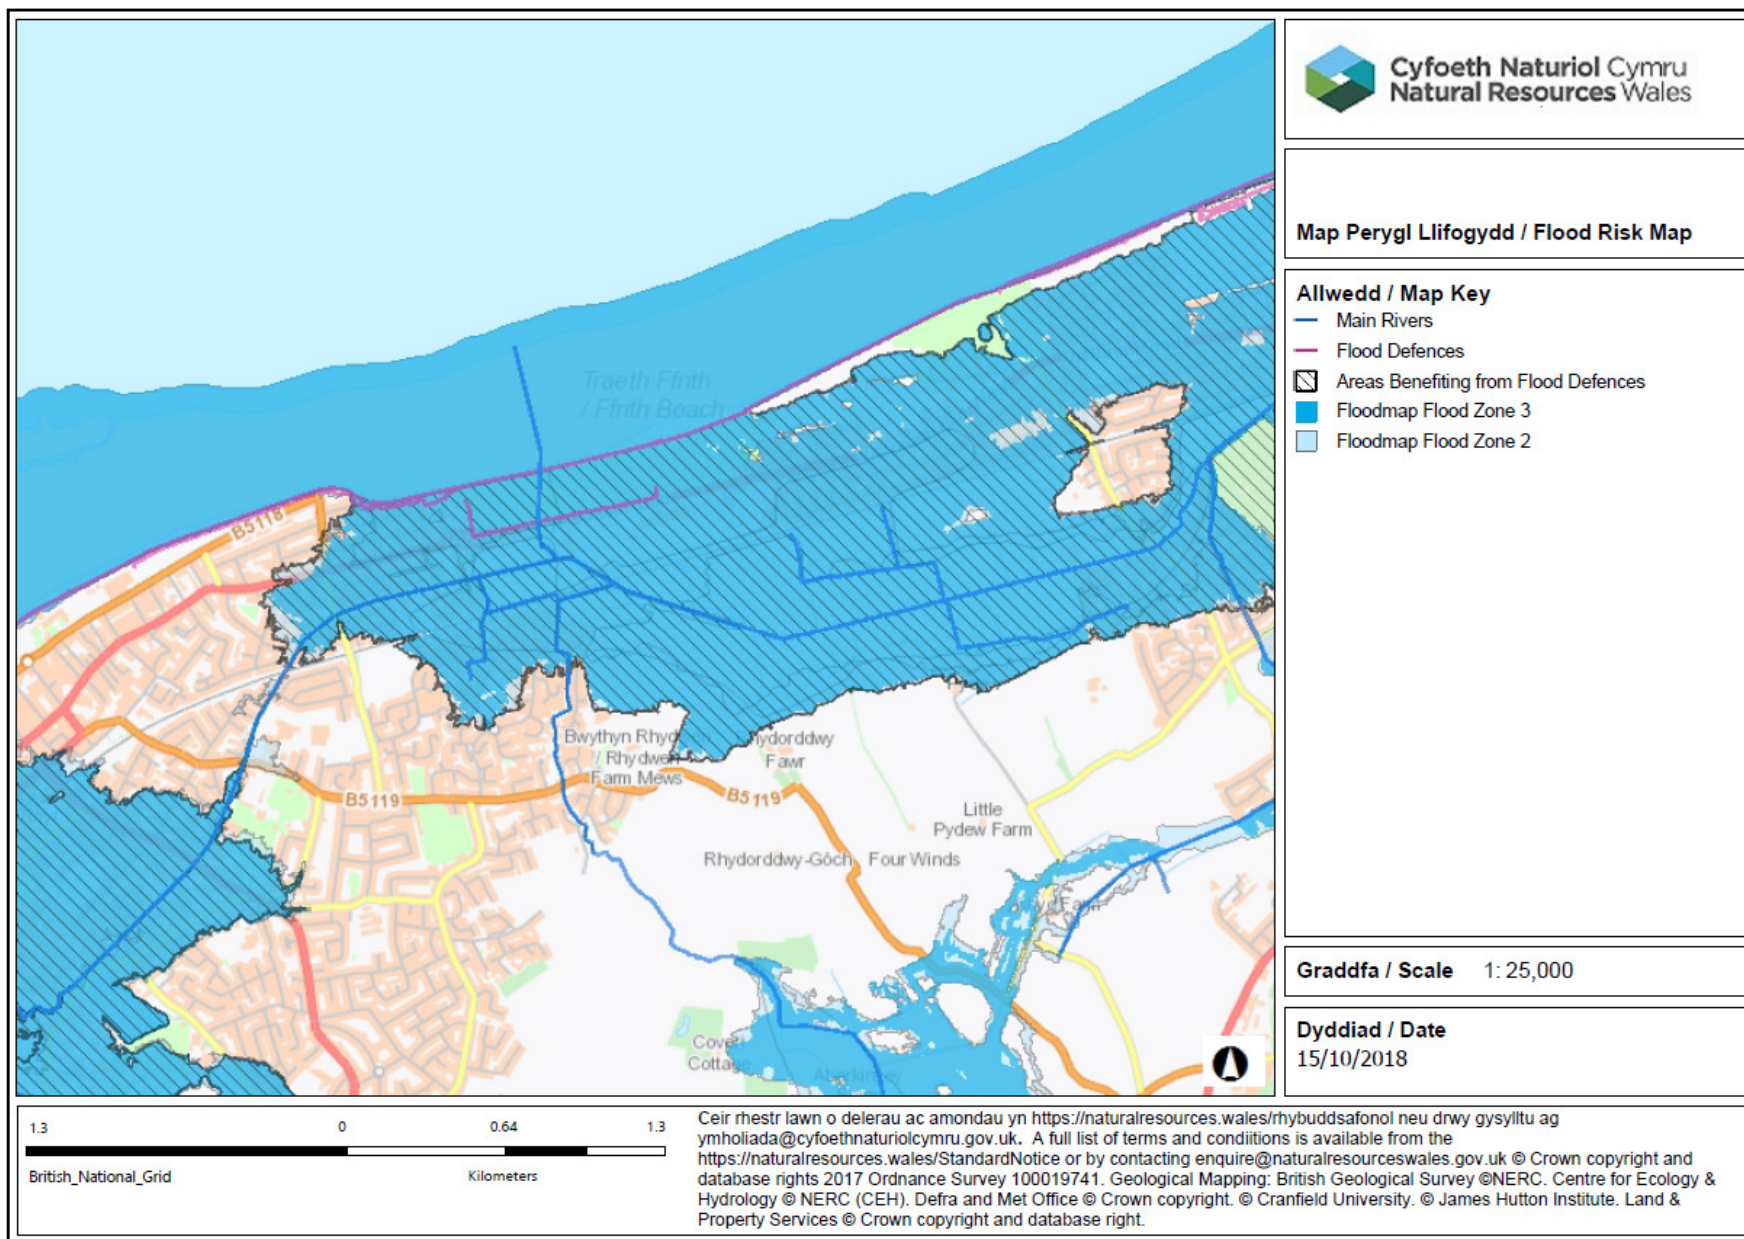 Cyfoeth Naturiol Cymru
Natural Resources Wales
Map Perygl Llifogydd / Flood Risk Map
Allwedd / Map Key
Main Rivers
Flood Defences
Areas Benefiting from Flood Defences
Floodmap Flood Zone 3
Floodmap Flood Zone 2
Graddfa / Scale 1: 25,000
Dyddiad / Date
15/10/2018
Traeth Ffrith
/ Ffrith Beach
B5118
Bwythyn
/ Rhydwen
Farm Mews
Fawr
B5119
B5119
Little
Pydew Farm
Rhydorddwy-Gôch
Four Winds
Cottage
1.3 0 0.64 1.3
British_National_Grid
Kilometers
Ceir rhestr lawn o delerau ac amondau yn https://naturalresources.wales/rhybuddsafonol neu drwy gysylltu ag
ymholiada@cyfoethnaturiolcymru.gov.uk. A full list of terms and condiitions is available from the
https://naturalresources.wales/StandardNotice or by contacting enquire@naturalresourceswales.gov.uk © Crown copyright and
database rights 2017 Ordnance Survey 100019741. Geological Mapping: British Geological Survey ©NERC. Centre for Ecology &
Hydrology © NERC (CEH). Defra and Met Office © Crown copyright. © Cranfield University. © James Hutton Institute. Land &
Property Services © Crown copyright and database right.